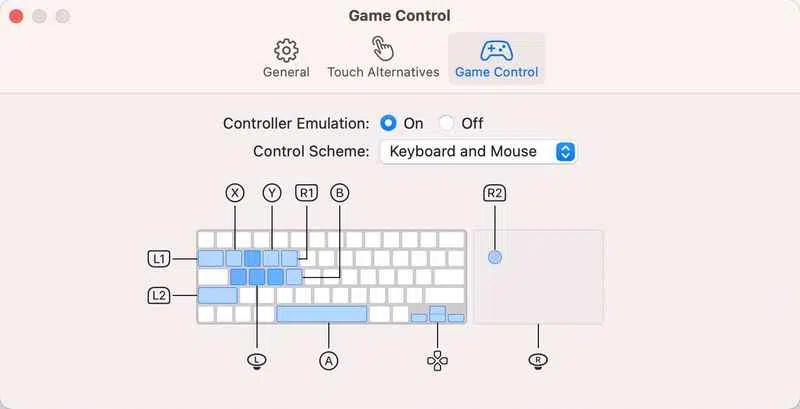 Game Control
General Touch Alternatives Game Control
Controller Emulation: On Off
Control Scheme: Keyboard and Mouse
X Y R1 B R2
L1
L2
L A R